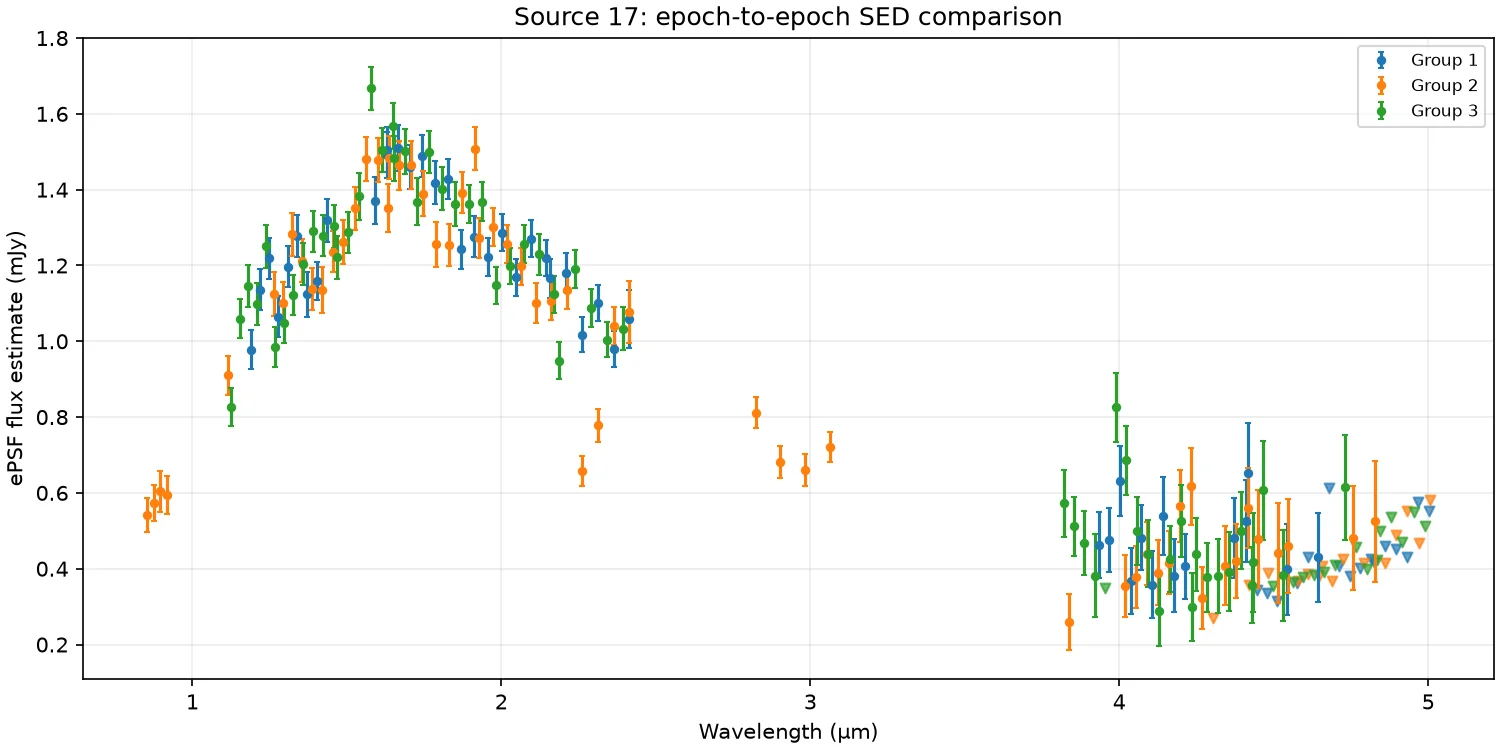 Source 17: epoch-to-epoch SED comparison
ePSF flux estimate (mJy)
1.8
1.6
1.4
1.2
1.0
0.8
0.6
0.4
0.2
Group 1
Group 2
Group 3
1 2 3 4 5
Wavelength (µm)